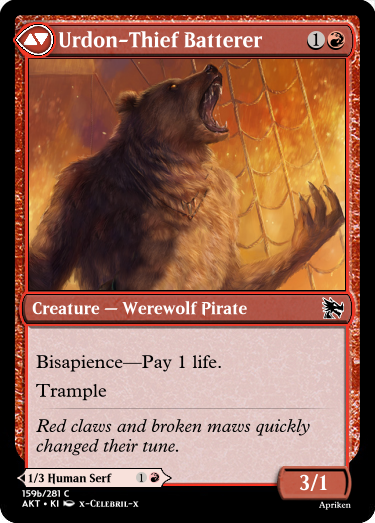 Urdon-Thief Batterer 1
Creature — Werewolf Pirate
Bisapience—Pay 1 life.
Trample
Red claws and broken maws quickly
changed their tune.
1/3 Human Serf 1
3/1
159b/281 C
AKT • KI x-Celebril-x
Apriken